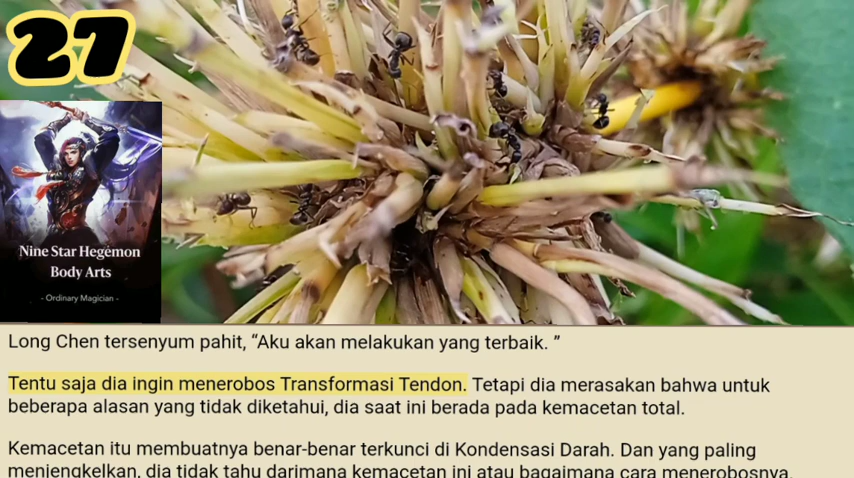 27
Nine Star Hegemon
Body Arts
- Ordinary Magician -
Long Chen tersenyum pahit, “Aku akan melakukan yang terbaik. ”
Tentu saja dia ingin menerobos Transformasi Tendon. Tetapi dia merasakan bahwa untuk
beberapa alasan yang tidak diketahui, dia saat ini berada pada kemacetan total.
Kemacetan itu membuatnya benar-benar terkunci di Kondensasi Darah. Dan yang paling
menjengkelkan, dia tidak tahu darimana kemacetan ini atau bagaimana cara menerobosnya.